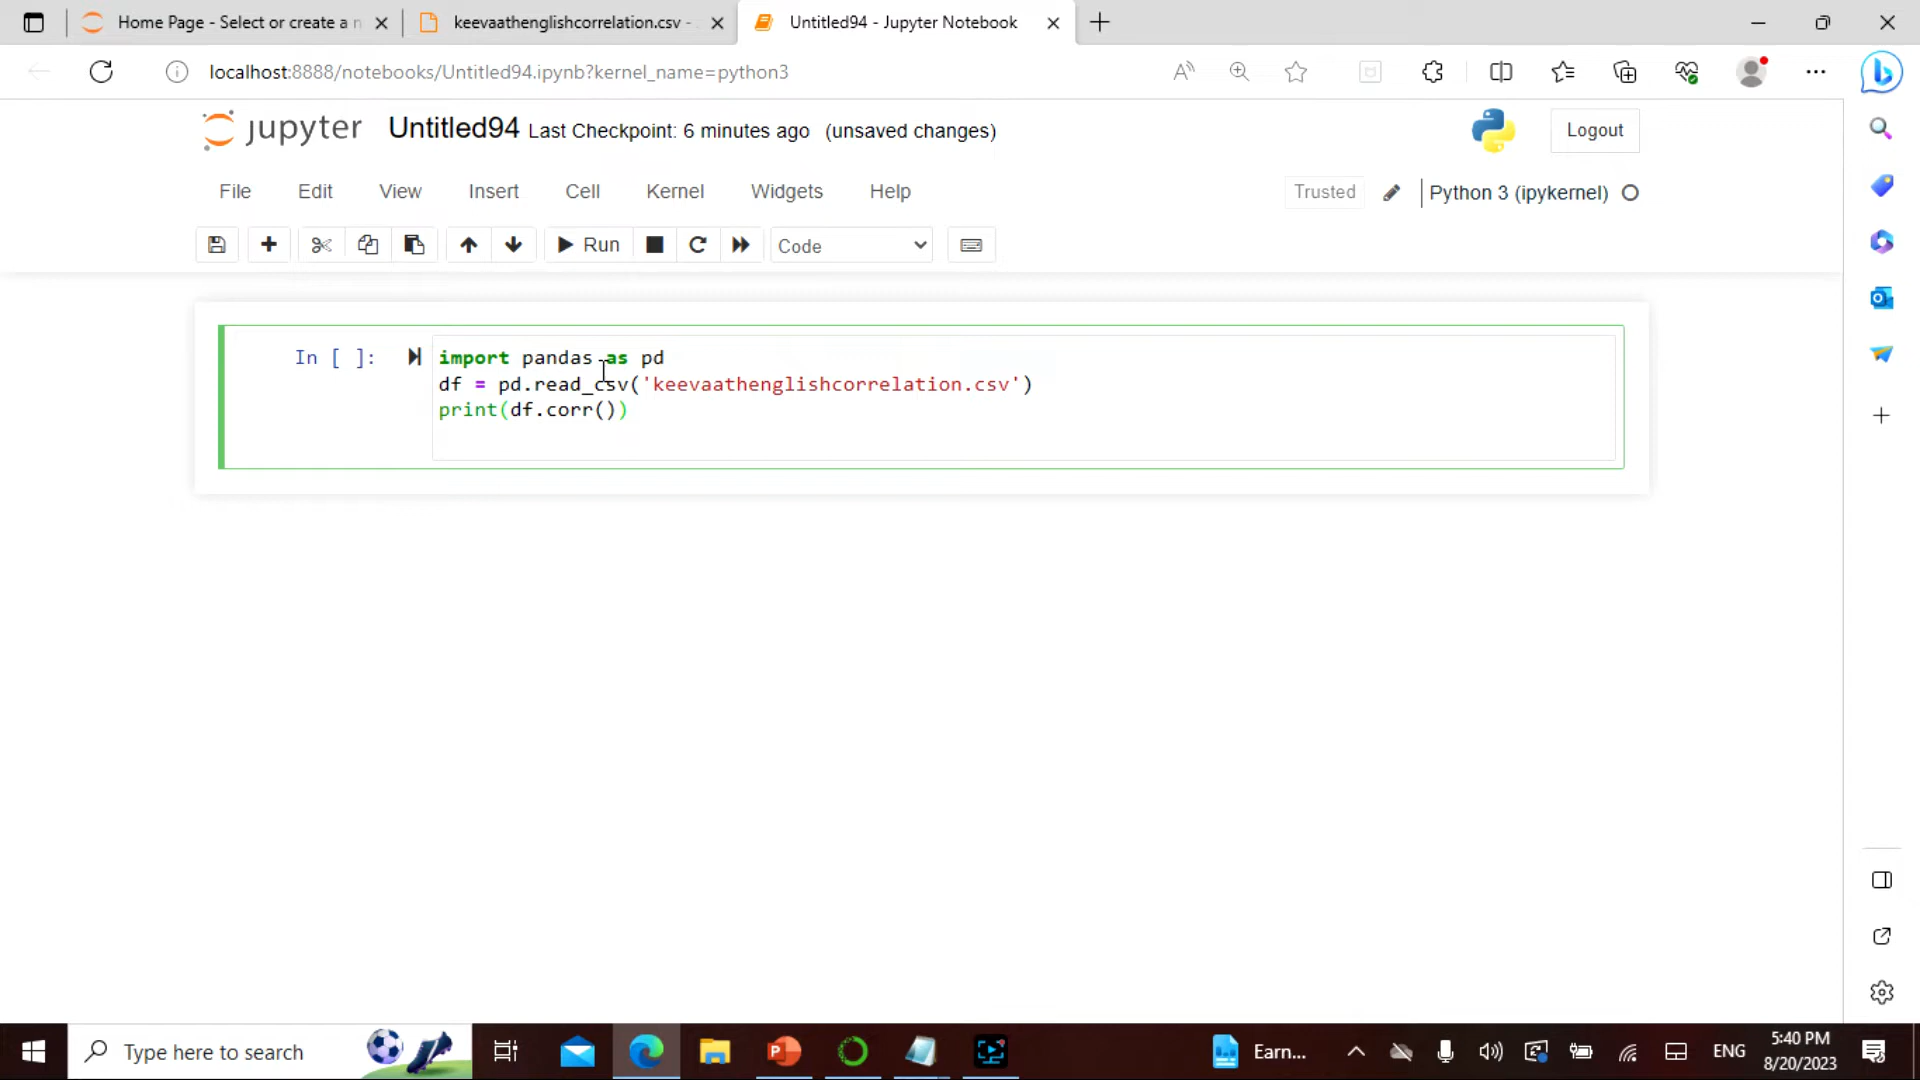 Home Page - Select or create a n
keevaathenglishcorrelation.csv -
Untitled94 - Jupyter Notebook
localhost:8888/notebooks/Untitled94.ipynb?kernel_name=python3
jupyter Untitled94 Last Checkpoint: 6 minutes ago (unsaved changes)
Logout
File Edit View Insert Cell Kernel Widgets Help
Trusted
Python 3 (ipykernel)
Run
Code
In [ ]:
import pandas as pd
df = pd.read_csv('keevaathenglishcorrelation.csv')
print(df.corr())
Type here to search
Earn...
ENG
5:40 PM
8/20/2023